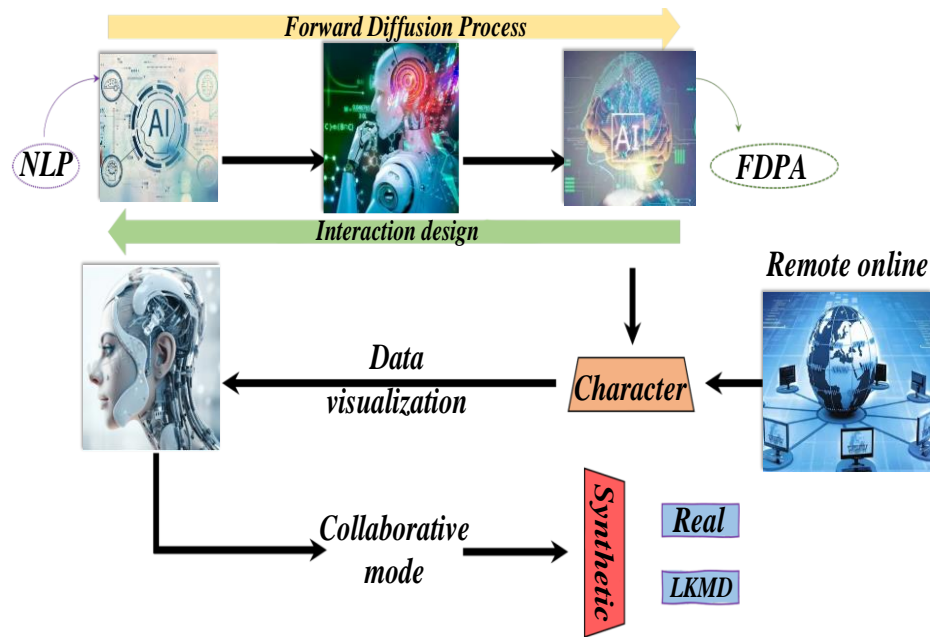 Forward Diffusion Process
AI
AI
NLP
FDPA
Interaction design
Remote online
Data
visualization
Character
Collaborative
mode
Synthetic
Real
LKMD